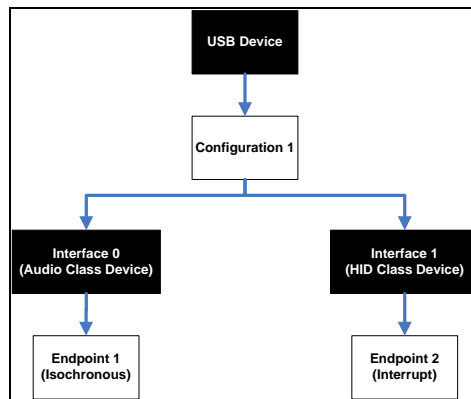 USB Device
Configuration 1
Interface 0
(Audio Class Device)
Interface 1
(HID Class Device)
Endpoint 1
(Isochronous)
Endpoint 2
(Interrupt)